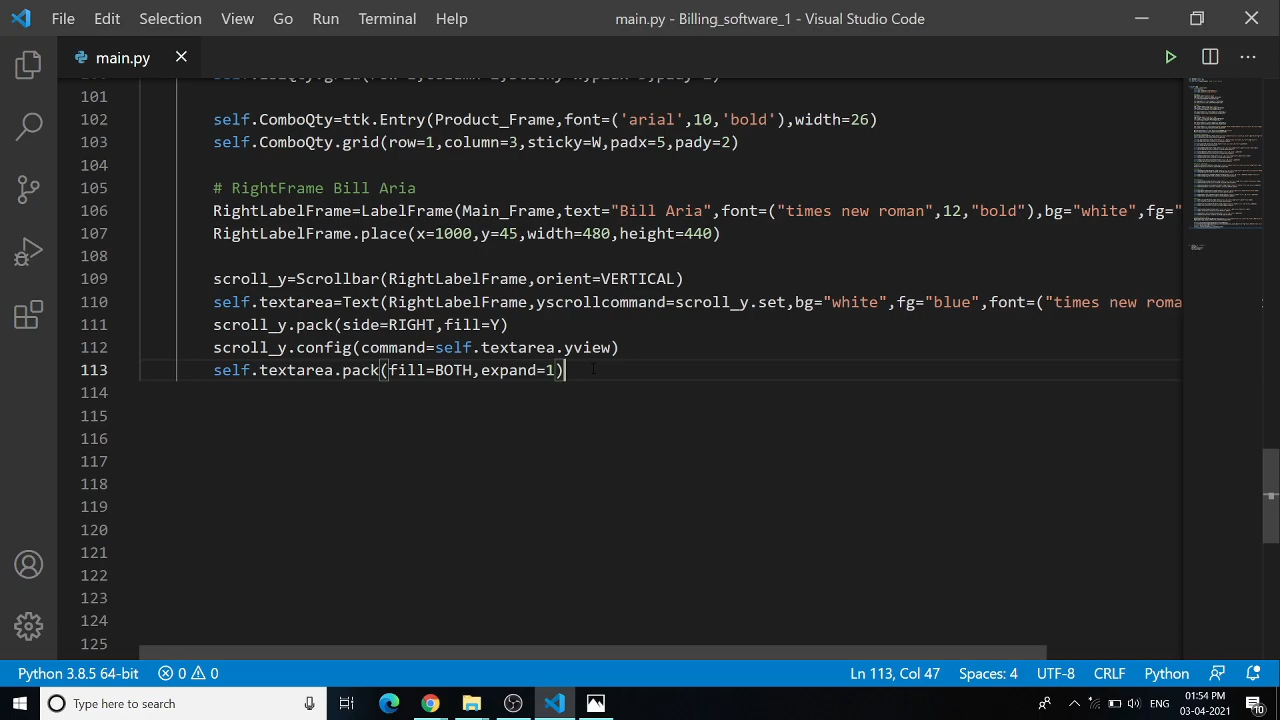 File Edit Selection View Go Run Terminal Help main.py - Billing_software_1 - Visual Studio Code
main.py
101
102 self.ComboQty=ttk.Entry(Product_Frame,font=('arial',10,'bold'),width=26)
103 self.ComboQty.grid(row=1,column=3,sticky=W,padx=5,pady=2)
104
105 # RightFrame Bill Aria
106 RightLabelFrame=LabelFrame(Main_Frame,text="Bill Aria",font=("times new roman",12,"bold"),bg="white",fg="
107 RightLabelFrame.place(x=1000,y=45,width=480,height=440)
108
109 scroll_y=Scrollbar(RightLabelFrame,orient=VERTICAL)
110 self.textarea=Text(RightLabelFrame,yscrollcommand=scroll_y.set,bg="white",fg="blue",font=("times new roma
111 scroll_y.pack(side=RIGHT,fill=Y)
112 scroll_y.config(command=self.textarea.yview)
113 self.textarea.pack(fill=BOTH,expand=1)
114
115
116
117
118
119
120
121
122
123
124
125
Python 3.8.5 64-bit 0 0 Ln 113, Col 47 Spaces: 4 UTF-8 CRLF Python
Type here to search ENG 01:54 PM
03-04-2021